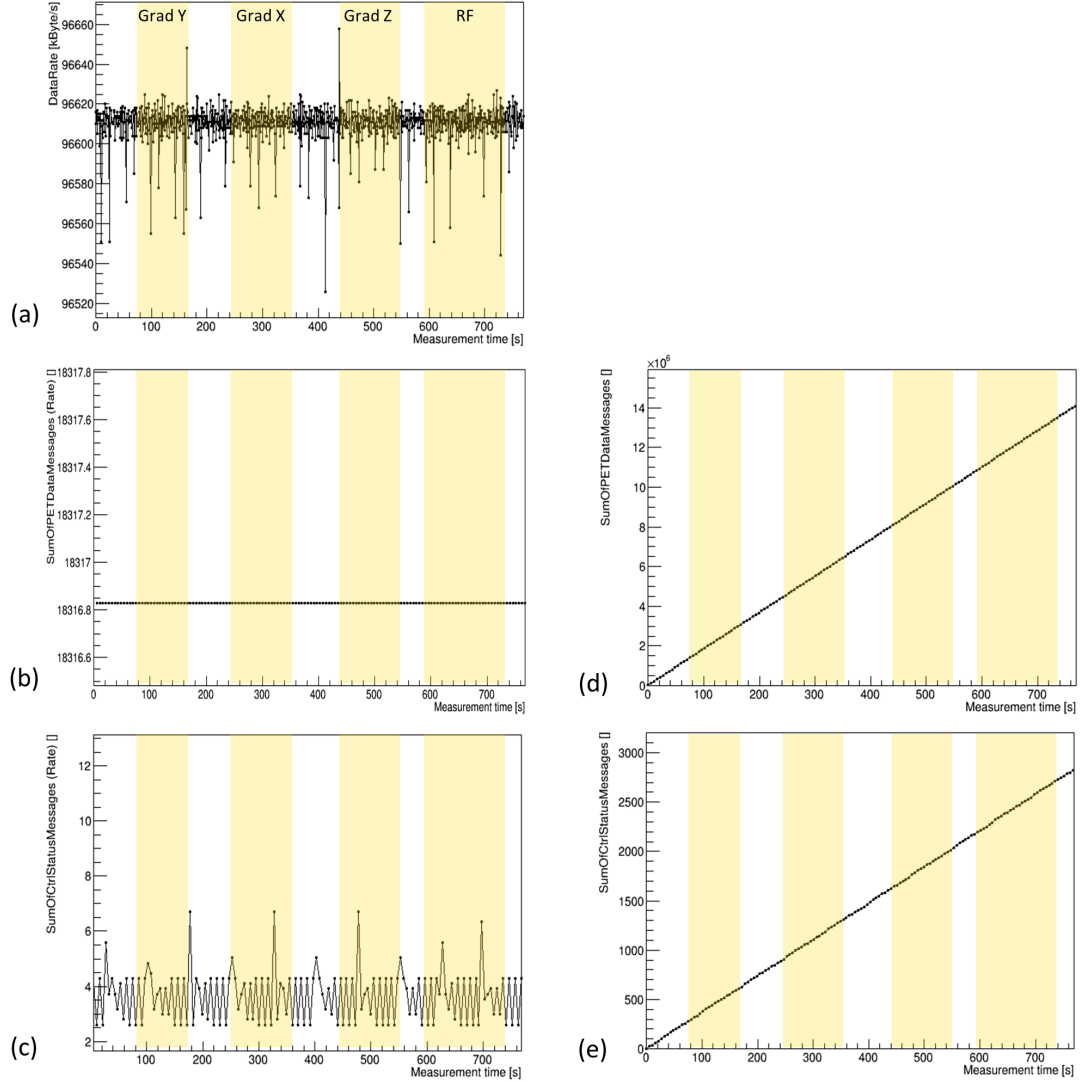 Grad Y Grad X Grad Z RF
DataRate [kByte/s]
96660
96640
96620
96600
96580
96560
96540
96520
0 100 200 300 400 500 600 700
Measurement time [s]
(a)
SumOfPETDataMessages (Rate) []
18317.8
18317.6
18317.4
18317.2
18317
18316.8
18316.6
0 100 200 300 400 500 600 700
Measurement time [s]
(b)
×10⁶
SumOfPETDataMessages []
14
12
10
8
6
4
2
0
0 100 200 300 400 500 600 700
Measurement time [s]
(d)
SumOfCtrlStatusMessages (Rate) []
12
10
8
6
4
2
100 200 300 400 500 600 700
Measurement time [s]
(c)
SumOfCtrlStatusMessages []
3000
2500
2000
1500
1000
500
0
0 100 200 300 400 500 600 700
Measurement time [s]
(e)